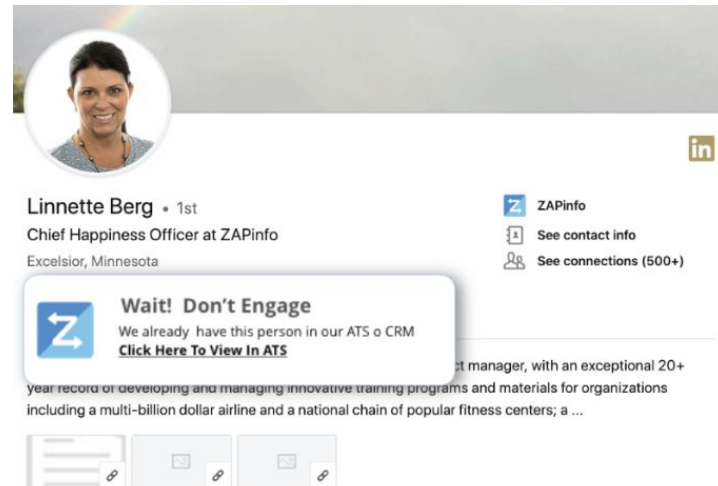 in
Linnette Berg • 1st
Chief Happiness Officer at ZAPinfo
Excelsior, Minnesota
ZAPinfo
See contact info
See connections (500+)
Z
Wait! Don't Engage
We already have this person in our ATS o CRM
Click Here To View In ATS
ct manager, with an exceptional 20+
year record of developing and managing innovative training programs and materials for organizations
including a multi-billion dollar airline and a national chain of popular fitness centers; a ...